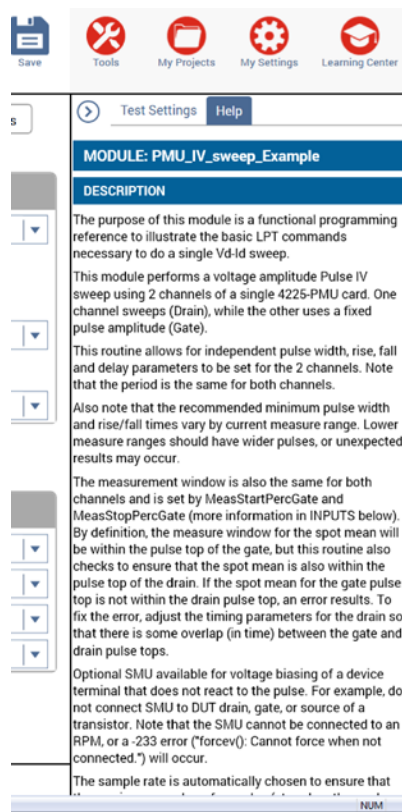 Save
Tools
My Projects
My Settings
Learning Center
s
Test Settings
Help
MODULE: PMU_IV_sweep_Example
DESCRIPTION
The purpose of this module is a functional programming
reference to illustrate the basic LPT commands
necessary to do a single Vd-Id sweep.
This module performs a voltage amplitude Pulse IV
sweep using 2 channels of a single 4225-PMU card. One
channel sweeps (Drain), while the other uses a fixed
pulse amplitude (Gate).
This routine allows for independent pulse width, rise, fall
and delay parameters to be set for the 2 channels. Note
that the period is the same for both channels.
Also note that the recommended minimum pulse width
and rise/fall times vary by current measure range. Lower
measure ranges should have wider pulses, or unexpected
results may occur.
The measurement window is also the same for both
channels and is set by MeasStartPercGate and
MeasStopPercGate (more information in INPUTS below).
By definition, the measure window for the spot mean will
be within the pulse top of the gate, but this routine also
checks to ensure that the spot mean is also within the
pulse top of the drain. If the spot mean for the gate pulse
top is not within the drain pulse top, an error results. To
fix the error, adjust the timing parameters for the drain so
that there is some overlap (in time) between the gate and
drain pulse tops.
Optional SMU available for voltage biasing of a device
terminal that does not react to the pulse. For example, do
not connect SMU to DUT drain, gate, or source of a
transistor. Note that the SMU cannot be connected to an
RPM, or a -233 error ("forcev(): Cannot force when not
connected.") will occur.
The sample rate is automatically chosen to ensure that
NUM